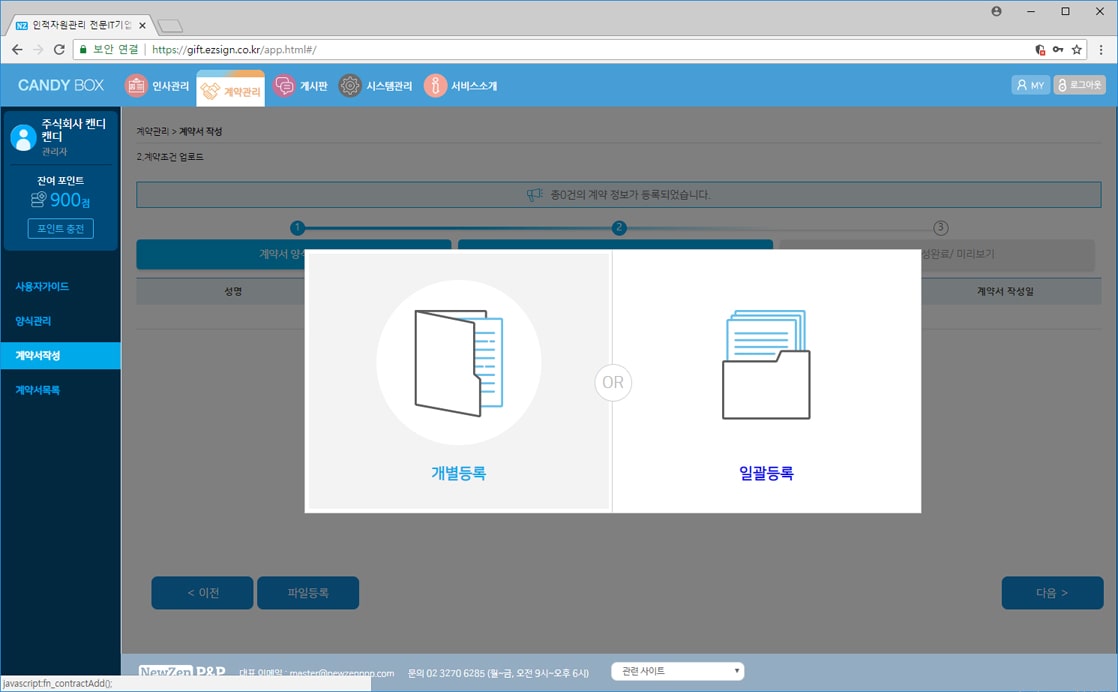 인적자원관리 전문IT기업
보안 연결 | https://gift.ezsign.co.kr/app.html#/
CANDY BOX
인사관리
계약관리
게시판
시스템관리
서비스소개
MY
로그아웃
주식회사 캔디
캔디
관리자
잔여 포인트
900점
포인트 충전
사용자가이드
양식관리
계약서작성
계약서목록
계약관리 > 계약서 작성
2.계약조건 업로드
총0건의 계약 정보가 등록되었습니다.
1
2
3
계약서 양식
성완료/ 미리보기
성명
계약서 작성일
개별등록
OR
일괄등록
< 이전
파일등록
다음 >
NewZen P&P
대표 이메일 : master@newzenpnp.com
문의 02 3270 6285 (월~금, 오전 9시~오후 6시)
관련 사이트
javascript:fn_contractAdd();